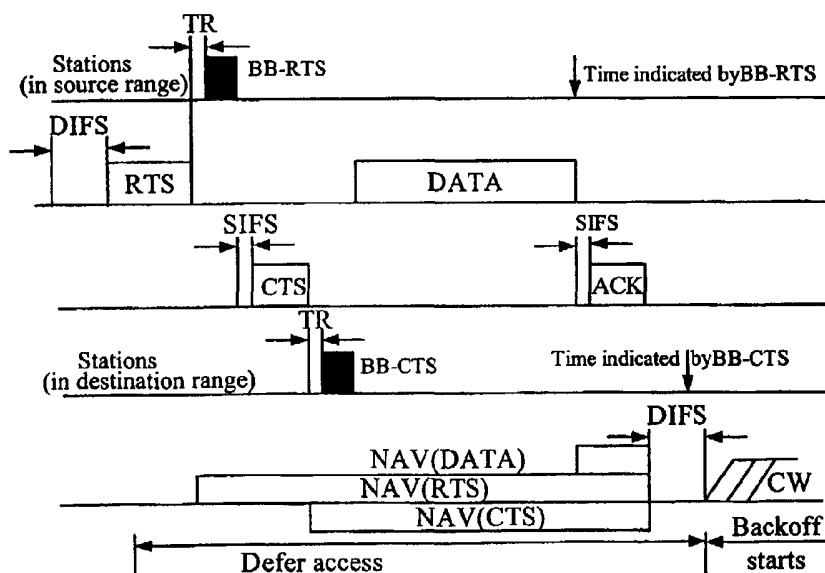 TR
Stations
(in source range)
BB-RTS
Time indicated byBB-RTS
DIFS
RTS
DATA
SIFS
SIFS
CTS
ACK
TR
Stations
(in destination range)
BB-CTS
Time indicated byBB-CTS
DIFS
NAV(DATA)
NAV(RTS)
CW
NAV(CTS)
Defer access
Backoff
starts